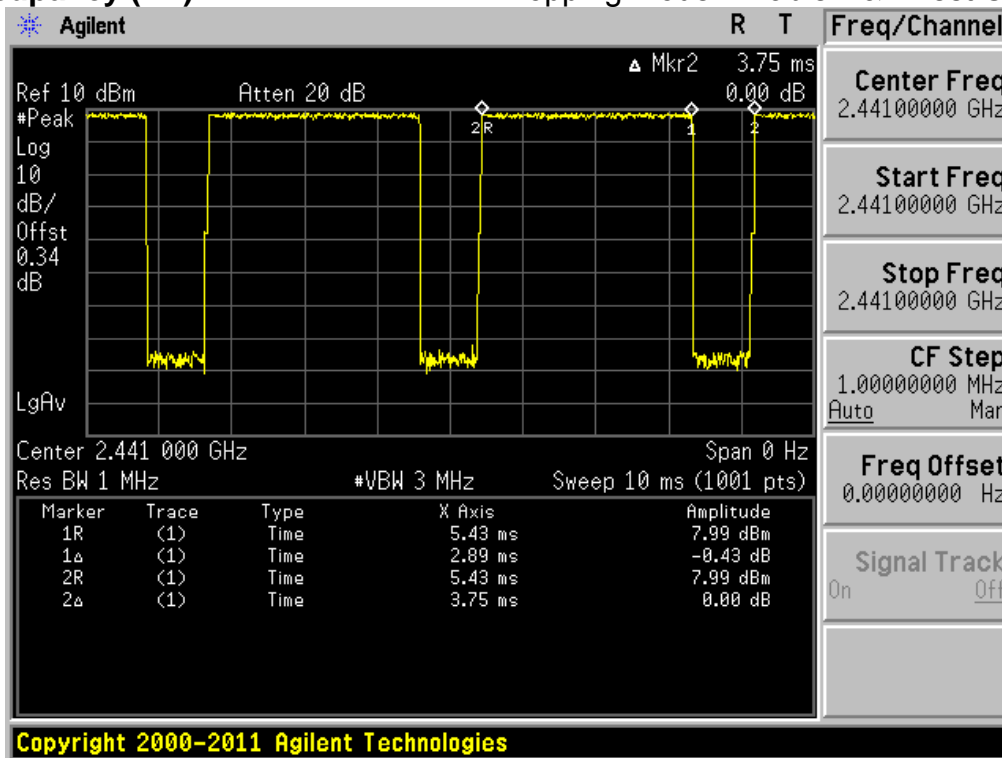 Agilent R T Freq/Channel
▵ Mkr2 3.75 ms
Ref 10 dBm Atten 20 dB 0.00 dB
#Peak
Log
10
dB/
Offst
0.34
dB
2R 1 2
LgAv
Center 2.441 000 GHz Span 0 Hz
Res BW 1 MHz #VBW 3 MHz Sweep 10 ms (1001 pts)
Marker Trace Type X Axis Amplitude
1R (1) Time 5.43 ms 7.99 dBm
1▵ (1) Time 2.89 ms -0.43 dB
2R (1) Time 5.43 ms 7.99 dBm
2▵ (1) Time 3.75 ms 0.00 dB
Center Freq
2.44100000 GHz
Start Freq
2.44100000 GHz
Stop Freq
2.44100000 GHz
CF Step
1.00000000 MHz
Auto Man
Freq Offset
0.00000000 Hz
Signal Track
On Off
Copyright 2000-2011 Agilent Technologies